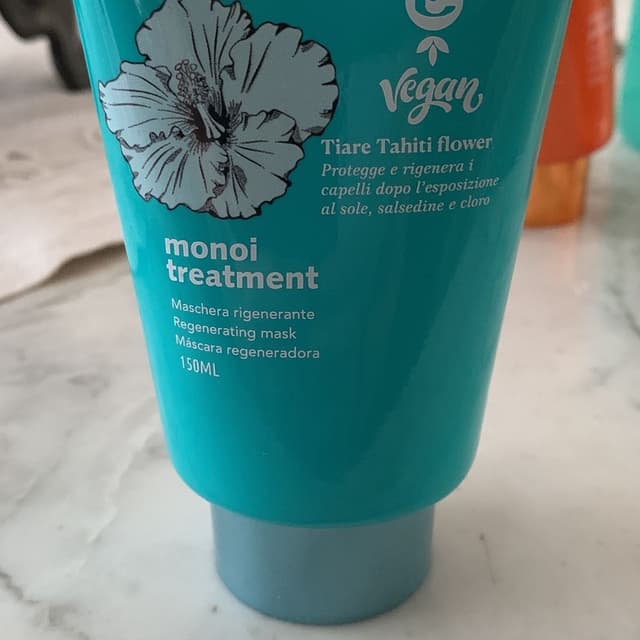 Vegan
Tiare Tahiti flower
Protegge e rigenera i
capelli dopo l'esposizione
al sole, salsedine e cloro
monoi
treatment
Maschera rigenerante
Regenerating mask
Máscara regeneradora
150ML